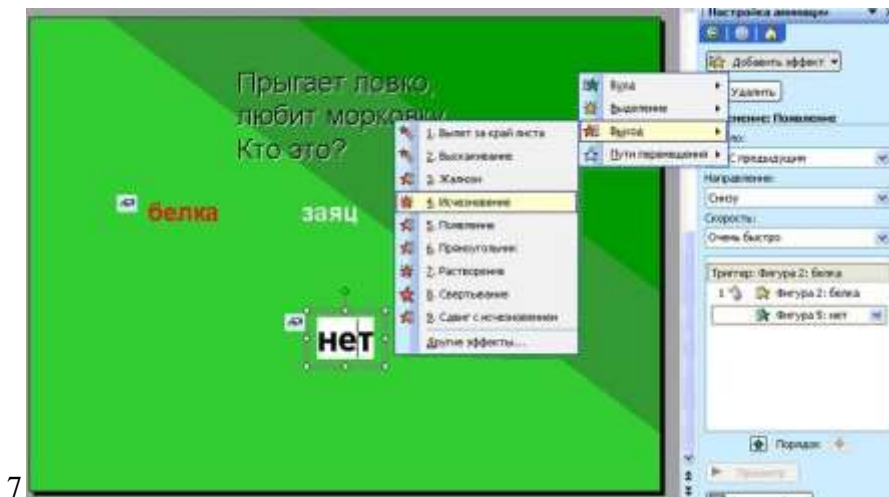 Настройка анимации
Добавить эффект
Удалить
Вход
Выделение
Выход
Пути перемещения
Изменение: Появление
С предыдущим
Направление:
Снизу
Скорость:
Очень быстро
Триггер: Фигура 2: белка
1 Фигура 2: белка
Фигура 5: нет
Порядок
Просмотр
Прыгает ловко,
любит морковку.
Кто это?
белка заяц
нет
1. Вылет за край листа
2. Выскакивание
3. Жалюзи
4. Исчезновение
5. Появление
6. Прямоугольник
7. Растворение
8. Свертывание
9. Сдвиг с исчезновением
Другие эффекты...
7